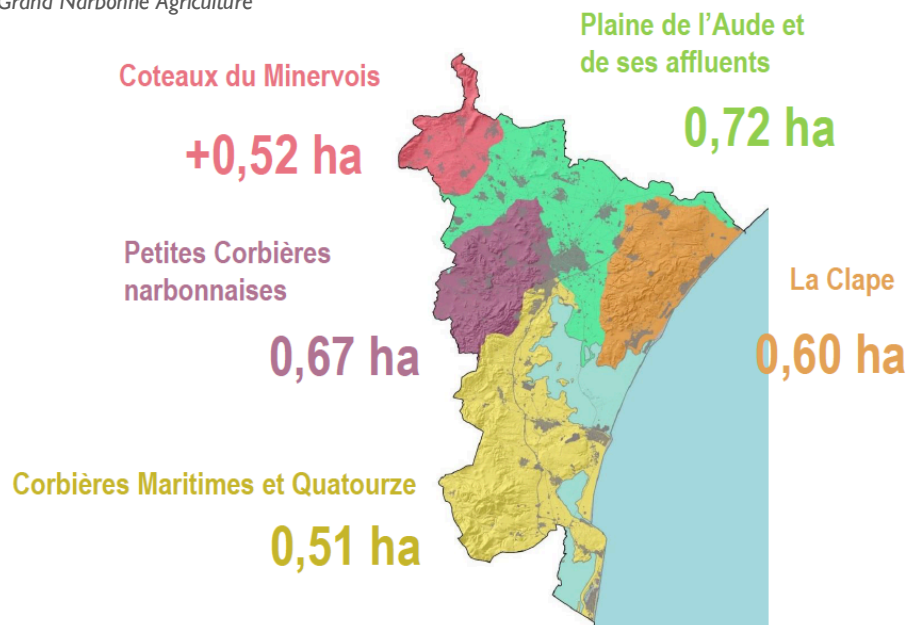 Grand Narbonne Agriculture
Plaine de l'Aude et
de ses affluents
0,72 ha
Coteaux du Minervois
+0,52 ha
Petites Corbières
narbonnaises
0,67 ha
La Clape
0,60 ha
Corbières Maritimes et Quatourze
0,51 ha